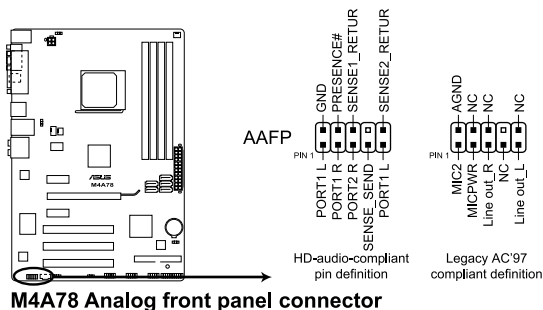 GND
PRESENCE#
SENSE1_RETUR
SENSE2_RETUR
AGND
NC
NC
NC
AAFP
PIN 1
PIN 1
PORT1 L
PORT1 R
PORT2 R
SENSE_SEND
PORT1 L
MIC2
MICPWR
Line out_R
NC
Line out_L
HD-audio-compliant
pin definition
Legacy AC'97
compliant definition
ASUS
M4A78
M4A78 Analog front panel connector